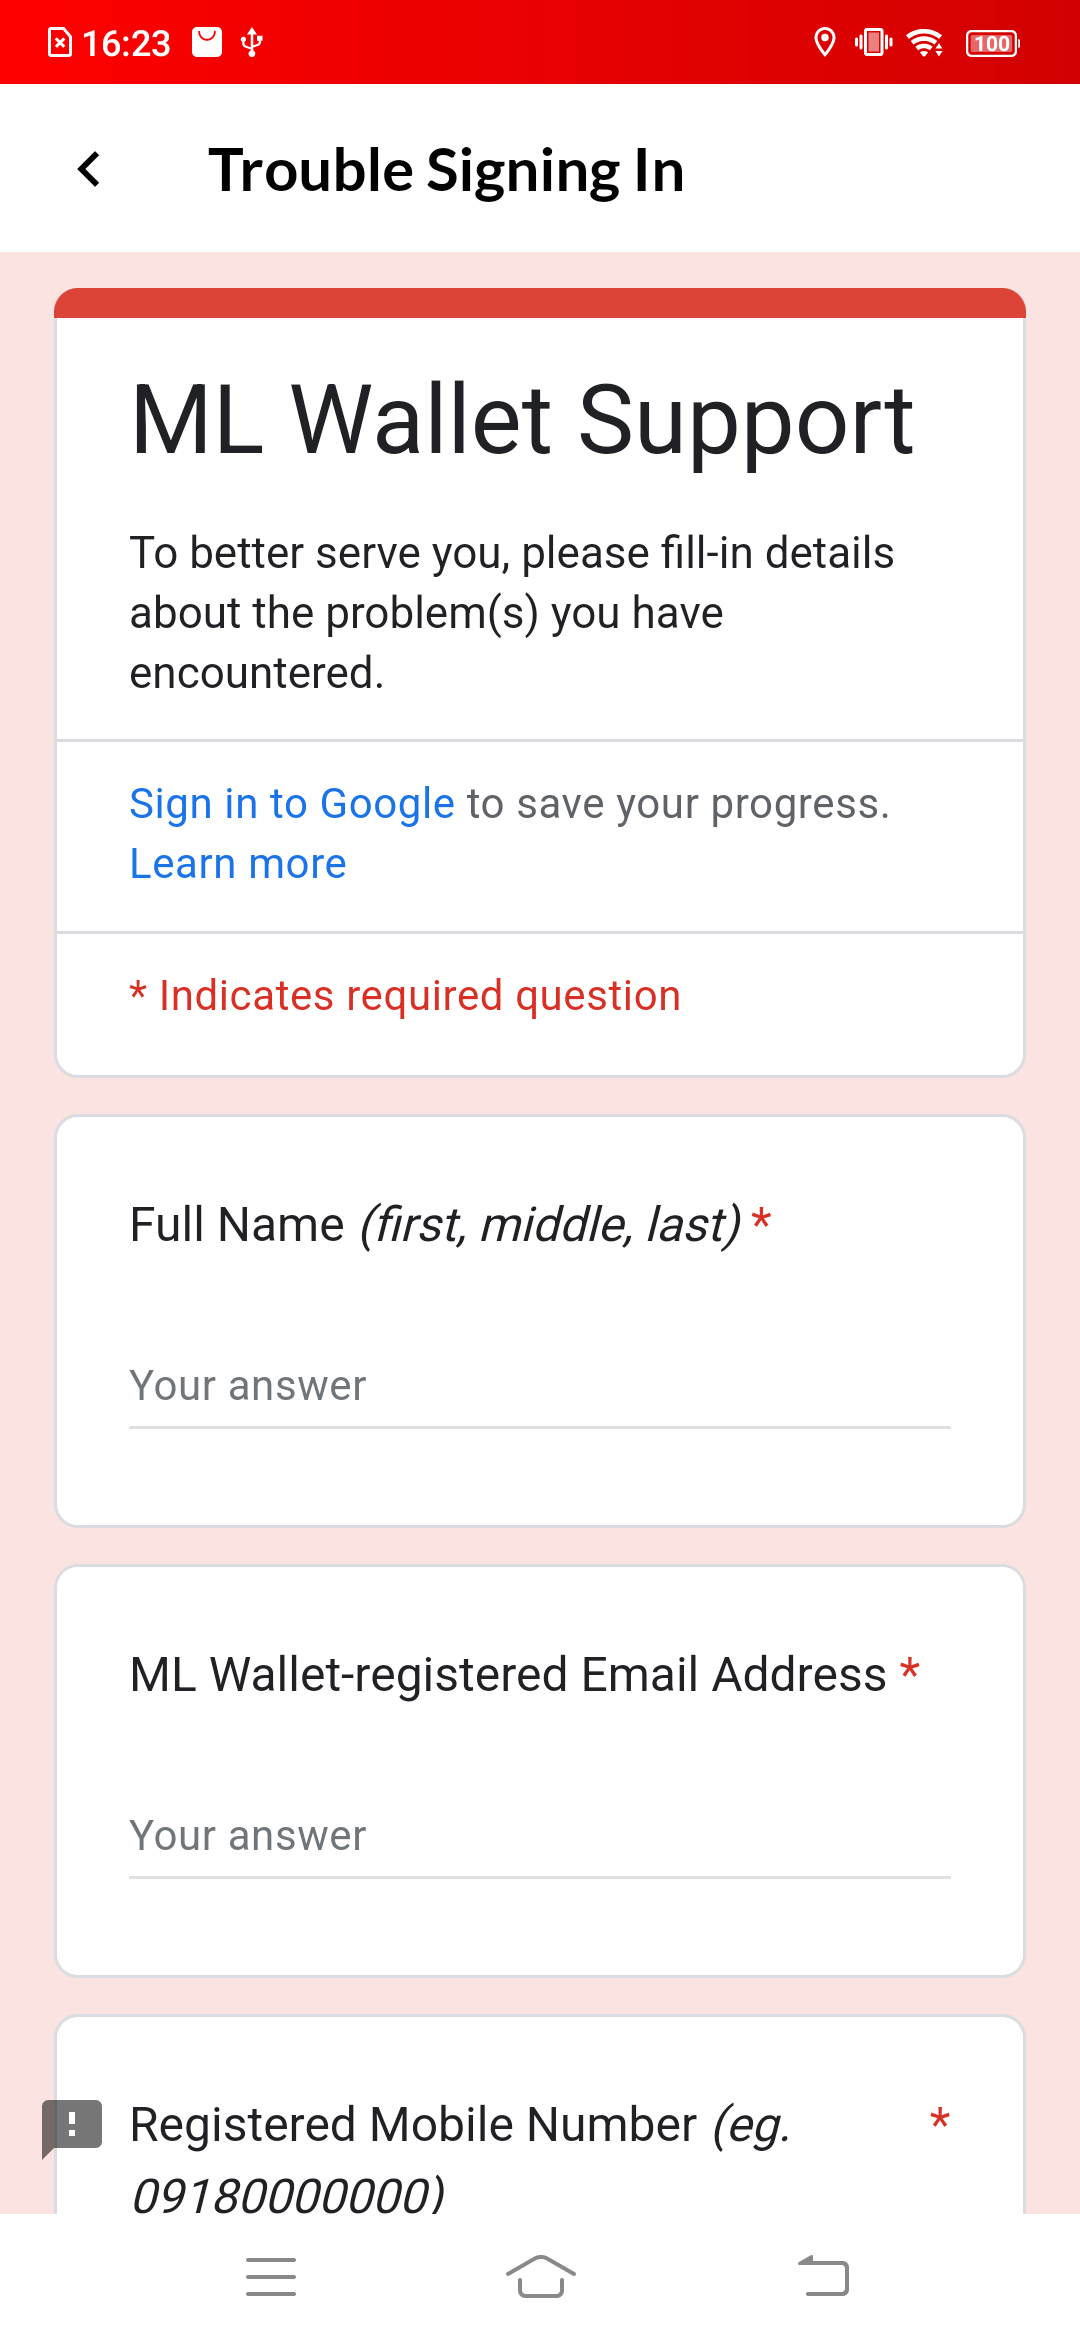 16:23
100
Trouble Signing In
ML Wallet Support
To better serve you, please fill-in details
about the problem(s) you have
encountered.
Sign in to Google to save your progress.
Learn more
* Indicates required question
Full Name (first, middle, last) *
Your answer
ML Wallet-registered Email Address *
Your answer
Registered Mobile Number (eg. *
09180000000)